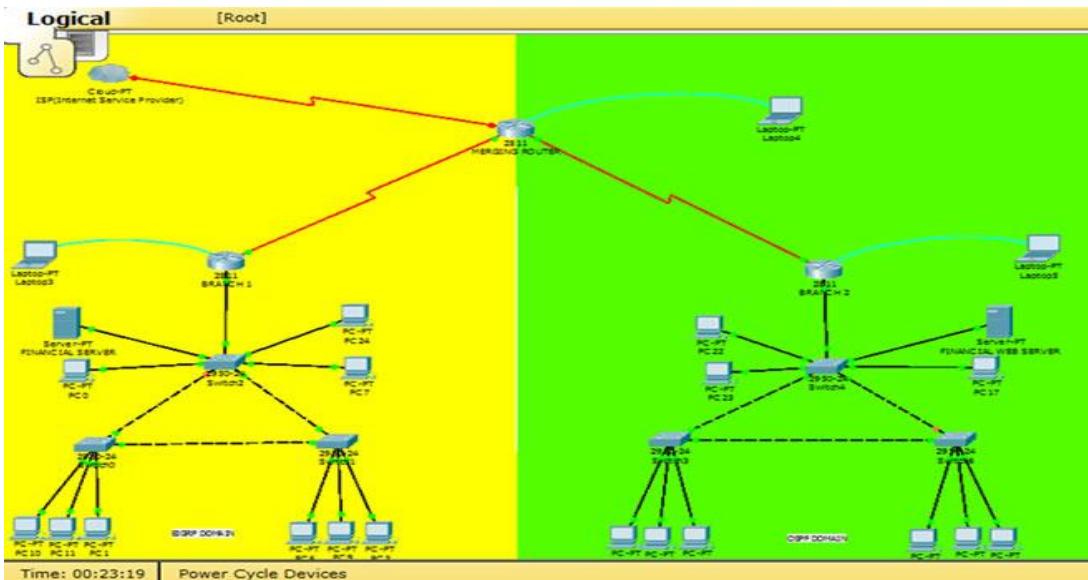 Logical
[Root]
Cloud-PT
ISP(Internet Service Provider)
2811
MERGING ROUTER
Laptop-PT
Laptop4
Laptop-PT
Laptop3
2811
BRANCH 1
Laptop-PT
2811
BRANCH 2
Server-PT
FINANCIAL SERVER
PC-PT
PC24
PC-PT
PC22
Server-PT
FINANCIAL WEB SERVER
PC-PT
PC0
2950-24
Switch2
PC-PT
PC7
PC-PT
PC23
2950-24
Switch4
PC-PT
PC17
2950-24
Switch0
2950-24
Switch1
2950-24
Switch3
2950-24
PC-PT
PC10
PC-PT
PC11
PC-PT
PC1
EIGRP DOMAIN
PC-PT
PC-PT
PC-PT
PC-PT
PC-PT
PC-PT
OSPF DOMAIN
PC-PT
PC-PT
PC-PT
Time: 00:23:19
Power Cycle Devices